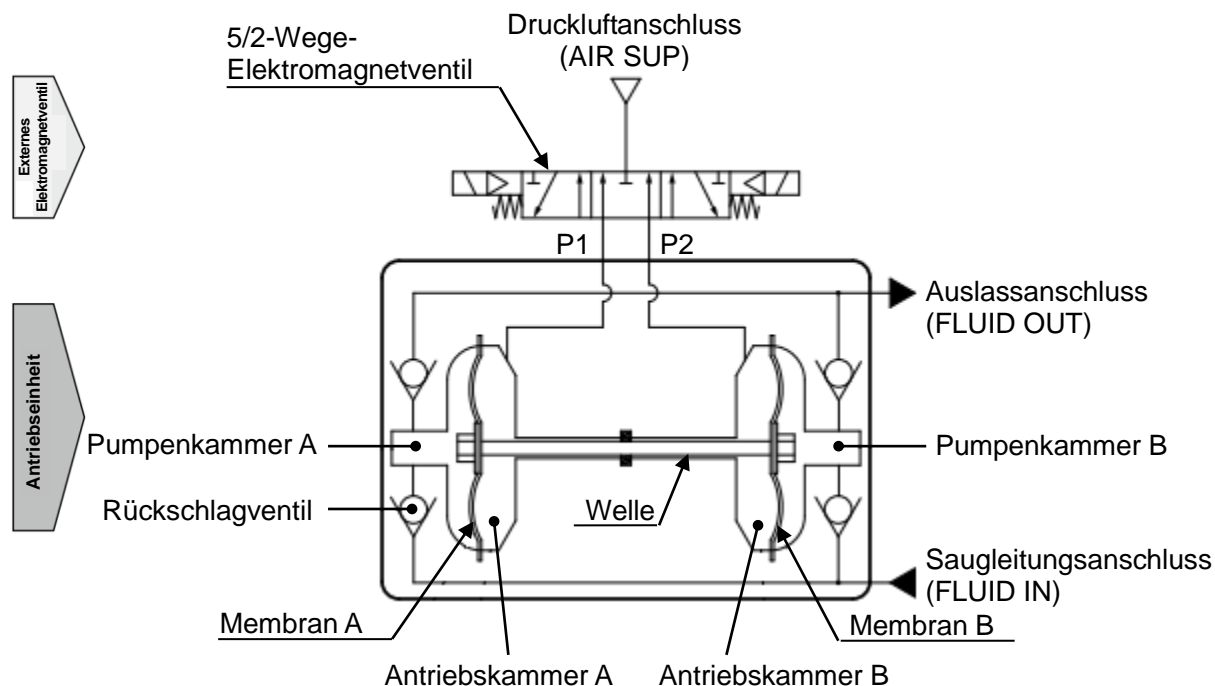 5/2-Wege-
Elektromagnetventil
Druckluftanschluss
(AIR SUP)
Externes
Elektromagnetventil
P1
P2
Auslassanschluss
(FLUID OUT)
Antriebseinheit
Pumpenkammer A
Pumpenkammer B
Rückschlagventil
Welle
Saugleitungsanschluss
(FLUID IN)
Membran A
Membran B
Antriebskammer A
Antriebskammer B